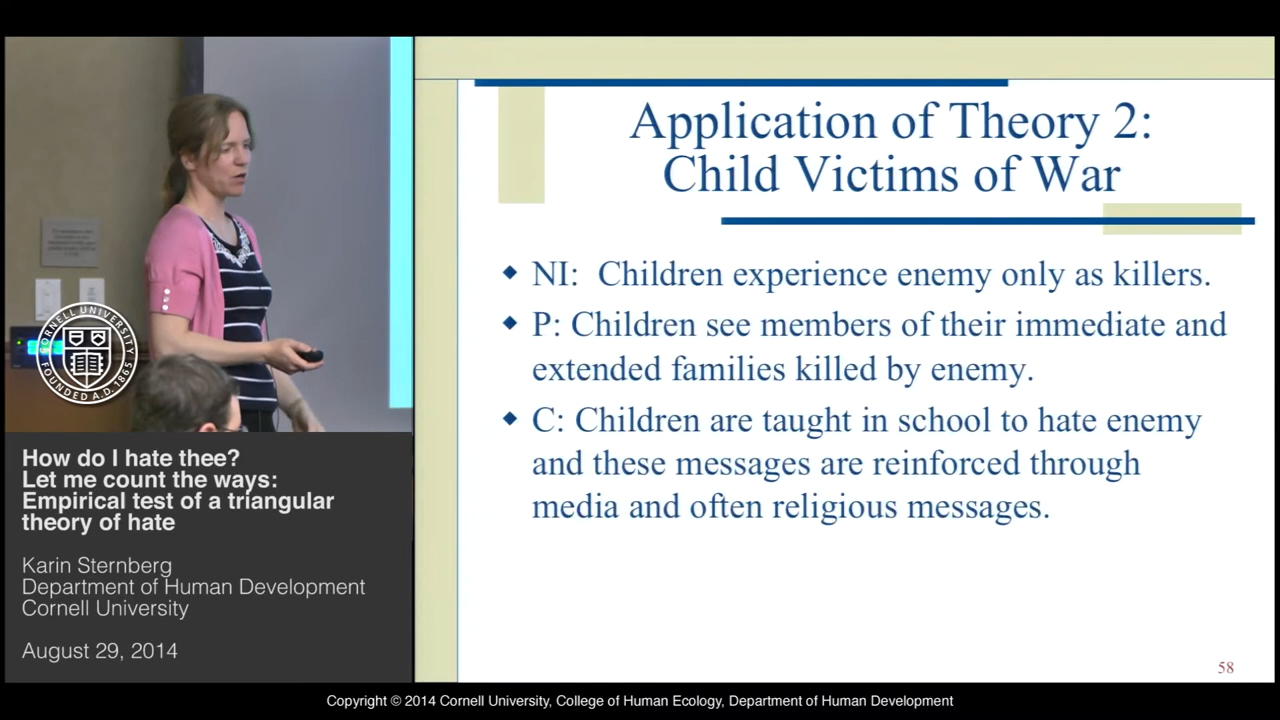 Application of Theory 2:
Child Victims of War
◆ NI: Children experience enemy only as killers.
◆ P: Children see members of their immediate and
extended families killed by enemy.
◆ C: Children are taught in school to hate enemy
and these messages are reinforced through
media and often religious messages.
58
CORNELL UNIVERSITY
FOUNDED A.D. 1865
How do I hate thee?
Let me count the ways:
Empirical test of a triangular
theory of hate
Karin Sternberg
Department of Human Development
Cornell University
August 29, 2014
Copyright © 2014 Cornell University, College of Human Ecology, Department of Human Development